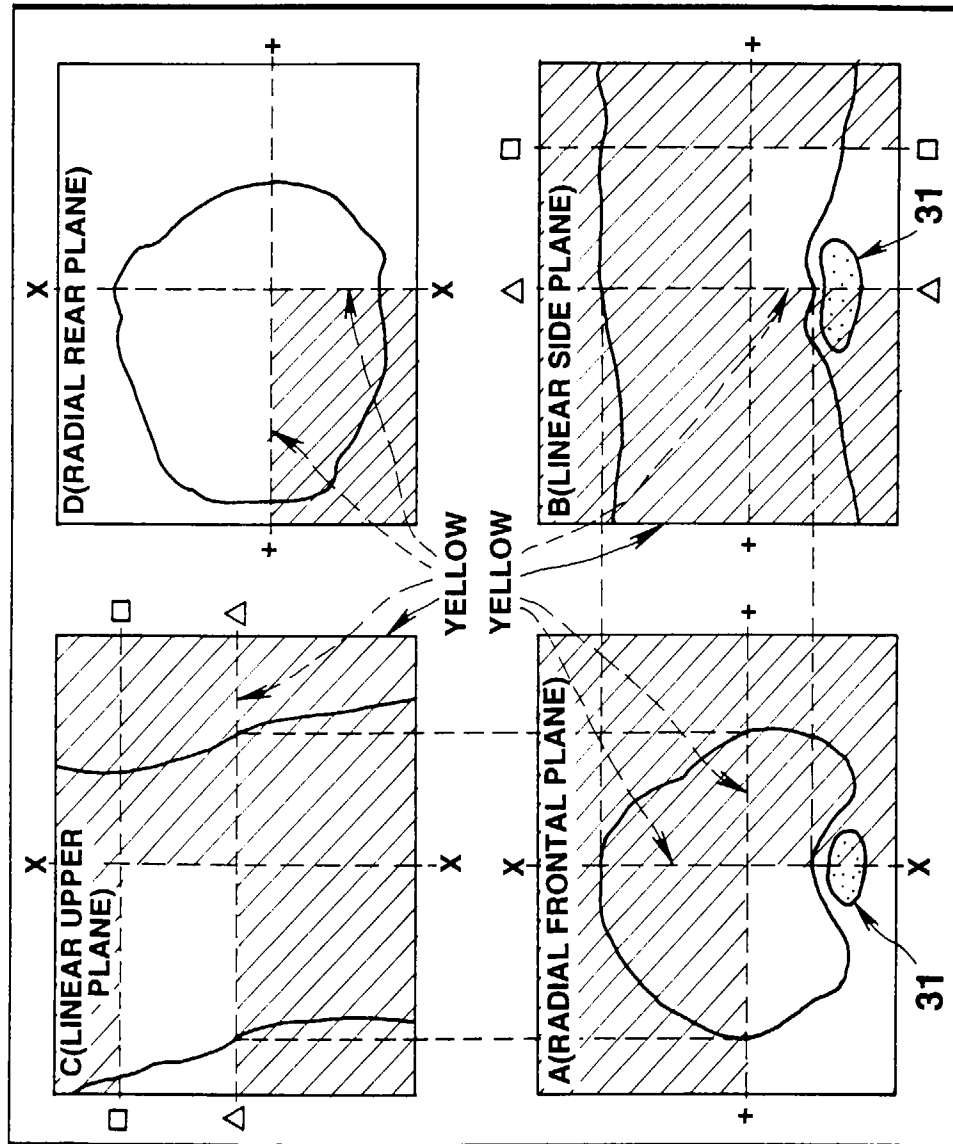 X
X
C(LINEAR UPPER
PLANE)
D(RADIAL REAR PLANE)
□ □
△ △
+ +
X
X
YELLOW
YELLOW
X
△ □
A(RADIAL FRONTAL PLANE)
B(LINEAR SIDE PLANE)
+ +
+ +
31
X
△ 31 □